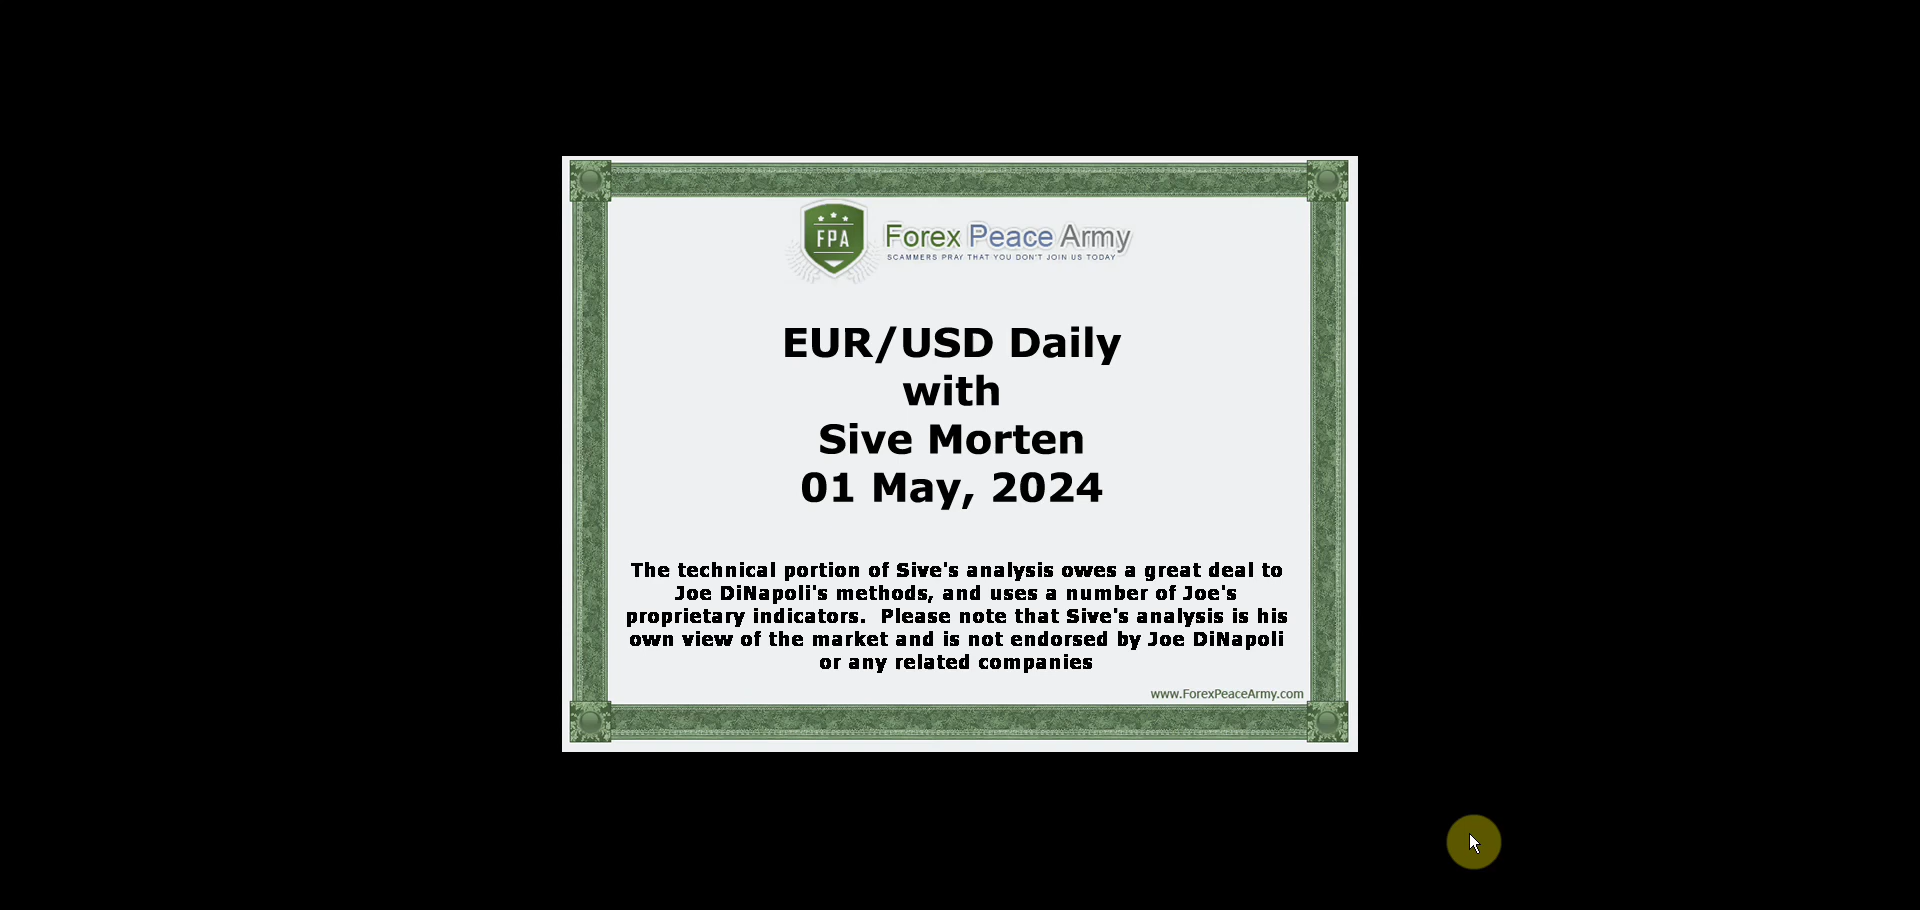 FPA
Forex Peace Army
SCAMMERS PRAY THAT YOU DON'T JOIN US TODAY
EUR/USD Daily
with
Sive Morten
01 May, 2024
The technical portion of Sive's analysis owes a great deal to
Joe DiNapoli's methods, and uses a number of Joe's
proprietary indicators.  Please note that Sive's analysis is his
own view of the market and is not endorsed by Joe DiNapoli
or any related companies
www.ForexPeaceArmy.com